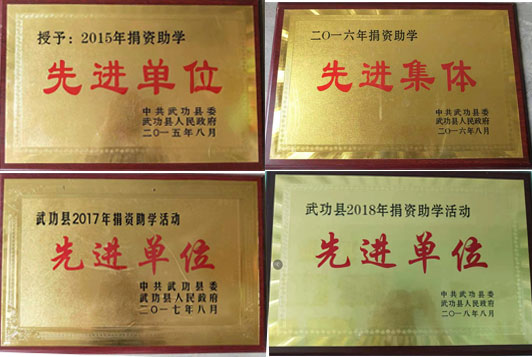 授予：2015年捐资助学
先进单位
中共武功县委
武功县人民政府
二〇一五年八月
二〇一六年捐资助学
先进集体
中共武功县委
武功县人民政府
二〇一六年八月
武功县2017年捐资助学活动
先进单位
中共武功县委
武功县人民政府
二〇一七年八月
武功县2018年捐资助学活动
先进单位
中共武功县委
武功县人民政府
二〇一八年八月